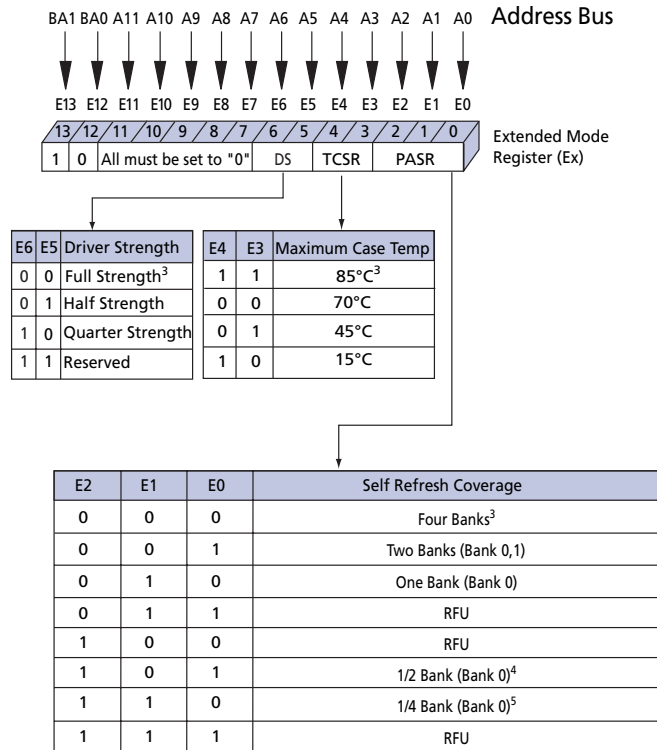 BA1 BA0 A11 A10 A9 A8 A7 A6 A5 A4 A3 A2 A1 A0 Address Bus
E13 E12 E11 E10 E9 E8 E7 E6 E5 E4 E3 E2 E1 E0
13 12 11 10 9 8 7 6 5 4 3 2 1 0
Extended Mode
Register (Ex)
1 0 All must be set to "0" DS TCSR PASR
E6 E5 Driver Strength
0 0 Full Strength³
0 1 Half Strength
1 0 Quarter Strength
1 1 Reserved
E4 E3 Maximum Case Temp
1 1 85°C³
0 0 70°C
0 1 45°C
1 0 15°C
E2 E1 E0 Self Refresh Coverage
0 0 0 Four Banks³
0 0 1 Two Banks (Bank 0,1)
0 1 0 One Bank (Bank 0)
0 1 1 RFU
1 0 0 RFU
1 0 1 1/2 Bank (Bank 0)⁴
1 1 0 1/4 Bank (Bank 0)⁵
1 1 1 RFU